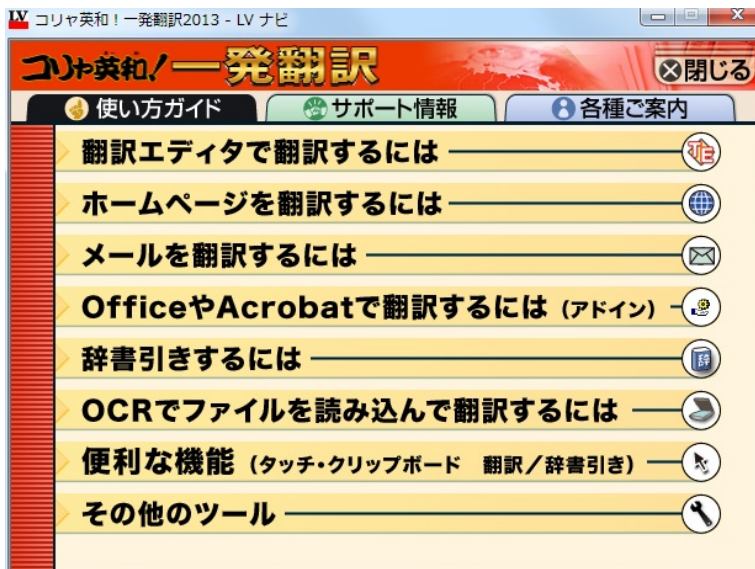 LV コリャ英和！一発翻訳2013 - LV ナビ
コリャ英和！一発翻訳
閉じる
使い方ガイド サポート情報 各種ご案内
翻訳エディタで翻訳するには TE
ホームページを翻訳するには
メールを翻訳するには
OfficeやAcrobatで翻訳するには（アドイン）
辞書引きするには 辞
OCRでファイルを読み込んで翻訳するには
便利な機能（タッチ・クリップボード 翻訳／辞書引き）
その他のツール